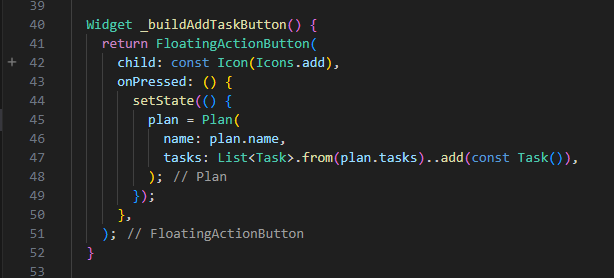 39
40 Widget _buildAddTaskButton() {
41 return FloatingActionButton(
42 child: const Icon(Icons.add),
43 onPressed: () {
44 setState(() {
45 plan = Plan(
46 name: plan.name,
47 tasks: List<Task>.from(plan.tasks)..add(const Task()),
48 ); // Plan
49 });
50 },
51 ); // FloatingActionButton
52 }
53